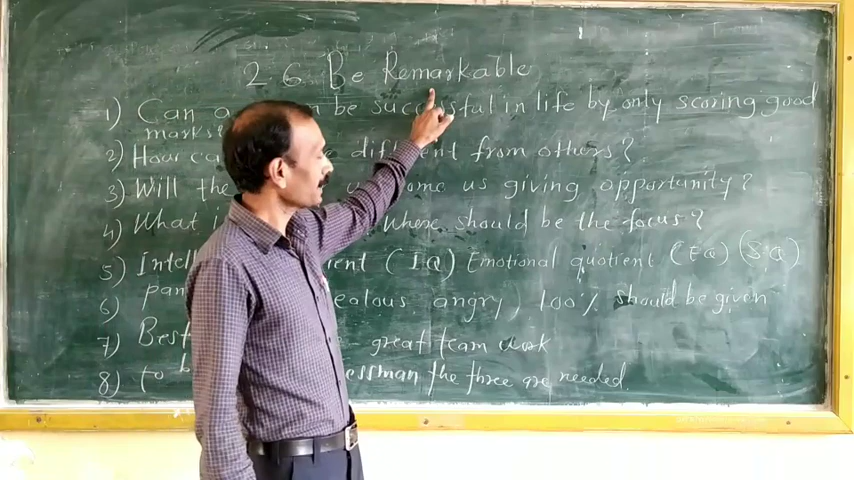 2.6 Be Remarkable
1) Can a n be successful in life by only scoring good
marks
2) How ca different from others?
3) Will the come us giving opportunity?
4) What i Where should be the focus?
5) Intell ient (IQ) Emotional quotient (EQ) (SQ)
6) pan ealous, angry, 100% should be given
7) Best great team work
8) to b essman the three are needed.